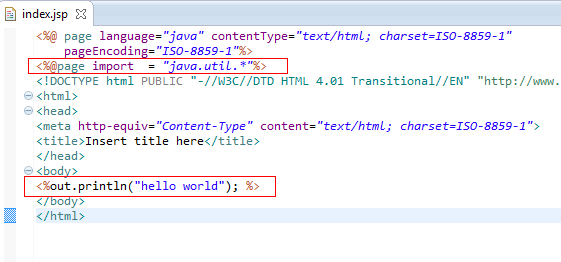 index.jsp
<%@ page language="java" contentType="text/html; charset=ISO-8859-1"
pageEncoding="ISO-8859-1"%>
<%@page import  = "java.util.*"%>
<!DOCTYPE html PUBLIC "-//W3C//DTD HTML 4.01 Transitional//EN" "http://www.
<html>
<head>
<meta http-equiv="Content-Type" content="text/html; charset=ISO-8859-1">
<title>Insert title here</title>
</head>
<body>
<%out.println("hello world"); %>
</body>
</html>